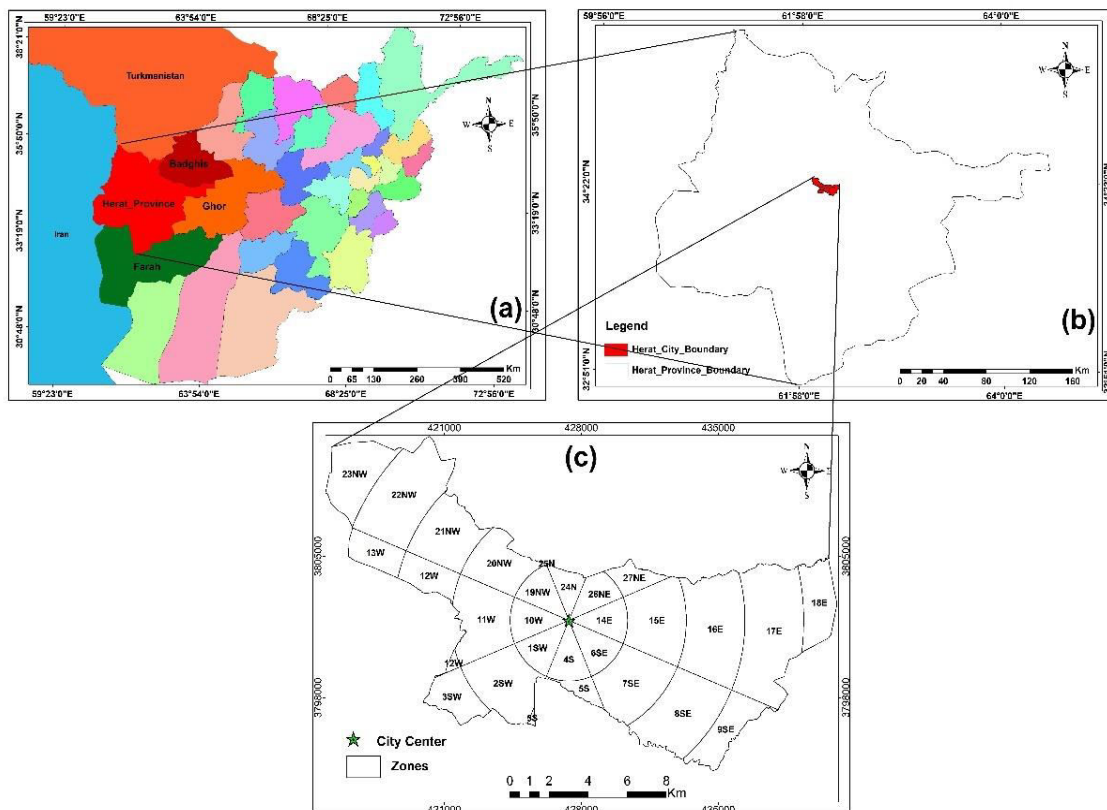 59°23'0"E 63°54'0"E 68°25'0"E 72°56'0"E
38°21'0"N
35°50'0"N
33°19'0"N
30°48'0"N
Turkmanistan
Badghis
Herat_Province
Ghor
Iran
Farah
N
W E
S
35°50'0"N
33°19'0"N
30°48'0"N
(a)
Km
0 65 130 260 390 520
59°23'0"E 63°54'0"E 68°25'0"E 72°56'0"E
59°56'0"E 61°58'0"E 64°0'0"E
N
W E
S
34°22'0"N
32°51'0"N
(b)
Legend
Herat_City_Boundary
Herat_Province_Boundary
Km
0 20 40 80 120 160
61°58'0"E 64°0'0"E
421000 428000 435000
(c)
N
W
S
3805000
3798000
3805000
3798000
23NW
22NW
21NW
13W
12W
20NW
25N
24N
27NE
19NW
26NE
18E
11W
10W
14E
15E
16E
17E
1SW
4S
6SE
12W
2SW
3SW
5S
7SE
5S
8SE
9SE
City Center
Zones
0 1 2 4 6 8
Km
421000 428000 435000